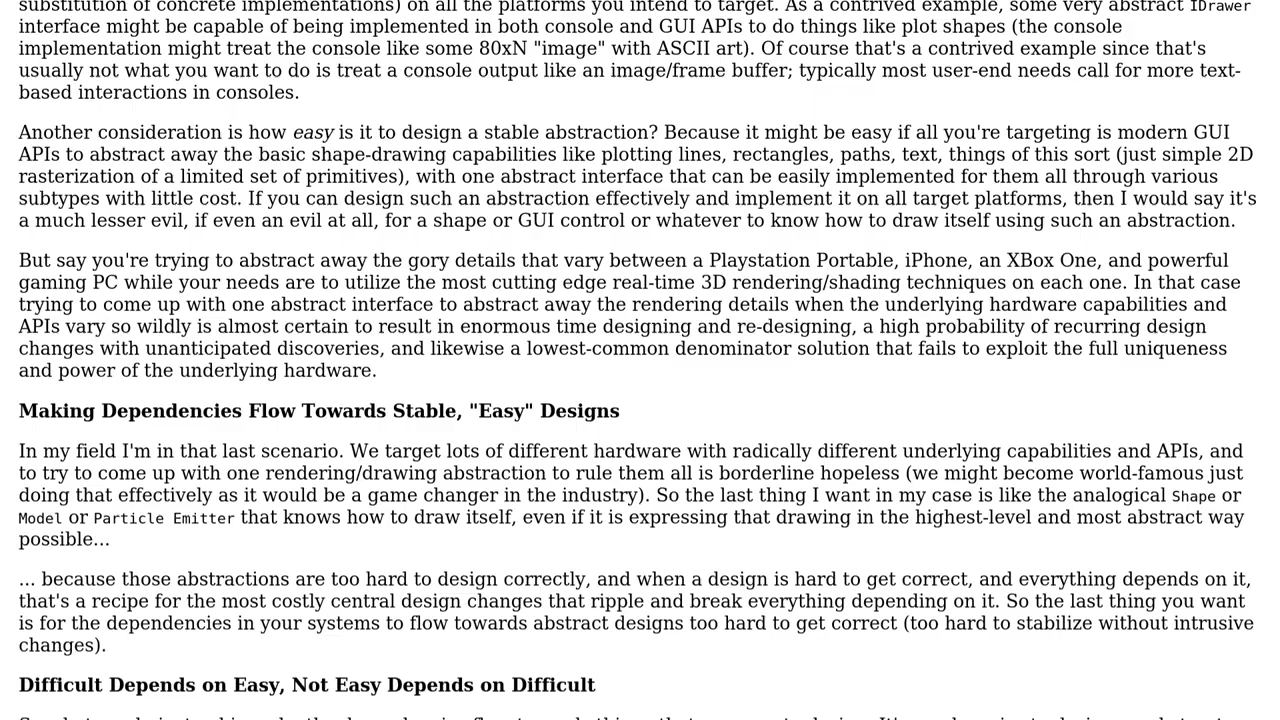 substitution of concrete implementations) on all the platforms you intend to target. As a contrived example, some very abstract IDrawer
interface might be capable of being implemented in both console and GUI APIs to do things like plot shapes (the console
implementation might treat the console like some 80xN "image" with ASCII art). Of course that's a contrived example since that's
usually not what you want to do is treat a console output like an image/frame buffer; typically most user-end needs call for more text-
based interactions in consoles.
Another consideration is how easy is it to design a stable abstraction? Because it might be easy if all you're targeting is modern GUI
APIs to abstract away the basic shape-drawing capabilities like plotting lines, rectangles, paths, text, things of this sort (just simple 2D
rasterization of a limited set of primitives), with one abstract interface that can be easily implemented for them all through various
subtypes with little cost. If you can design such an abstraction effectively and implement it on all target platforms, then I would say it's
a much lesser evil, if even an evil at all, for a shape or GUI control or whatever to know how to draw itself using such an abstraction.
But say you're trying to abstract away the gory details that vary between a Playstation Portable, iPhone, an XBox One, and powerful
gaming PC while your needs are to utilize the most cutting edge real-time 3D rendering/shading techniques on each one. In that case
trying to come up with one abstract interface to abstract away the rendering details when the underlying hardware capabilities and
APIs vary so wildly is almost certain to result in enormous time designing and re-designing, a high probability of recurring design
changes with unanticipated discoveries, and likewise a lowest-common denominator solution that fails to exploit the full uniqueness
and power of the underlying hardware.
Making Dependencies Flow Towards Stable, "Easy" Designs
In my field I'm in that last scenario. We target lots of different hardware with radically different underlying capabilities and APIs, and
to try to come up with one rendering/drawing abstraction to rule them all is borderline hopeless (we might become world-famous just
doing that effectively as it would be a game changer in the industry). So the last thing I want in my case is like the analogical Shape or
Model or Particle Emitter that knows how to draw itself, even if it is expressing that drawing in the highest-level and most abstract way
possible...
... because those abstractions are too hard to design correctly, and when a design is hard to get correct, and everything depends on it,
that's a recipe for the most costly central design changes that ripple and break everything depending on it. So the last thing you want
is for the dependencies in your systems to flow towards abstract designs too hard to get correct (too hard to stabilize without intrusive
changes).
Difficult Depends on Easy, Not Easy Depends on Difficult